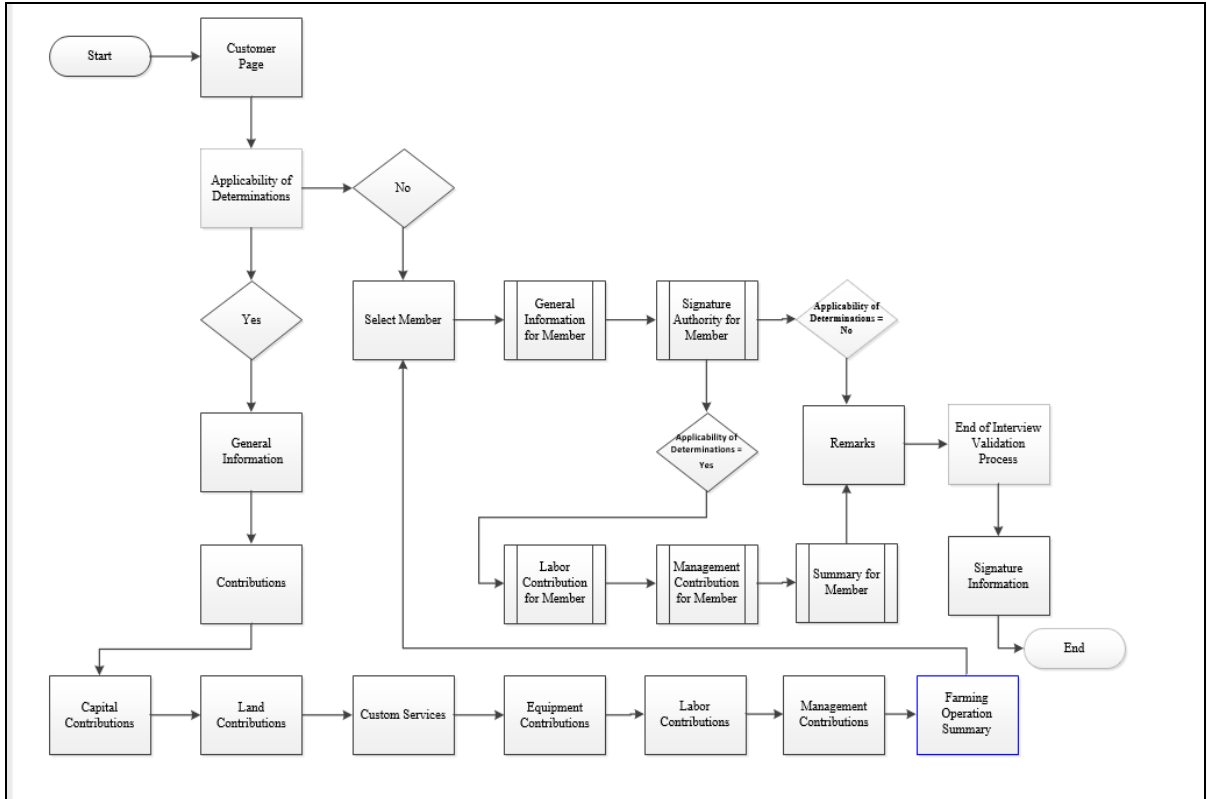 Start
Customer
Page
Applicability of
Determinations
No
Yes
Select Member
General
Information
for Member
Signature
Authority for
Member
Applicability of
Determinations =
No
General
Information
Applicability of
Determinations =
Yes
Remarks
End of Interview
Validation
Process
Contributions
Labor
Contribution
for Member
Management
Contribution
for Member
Summary for
Member
Signature
Information
End
Capital
Contributions
Land
Contributions
Custom Services
Equipment
Contributions
Labor
Contributions
Management
Contributions
Farming
Operation
Summary